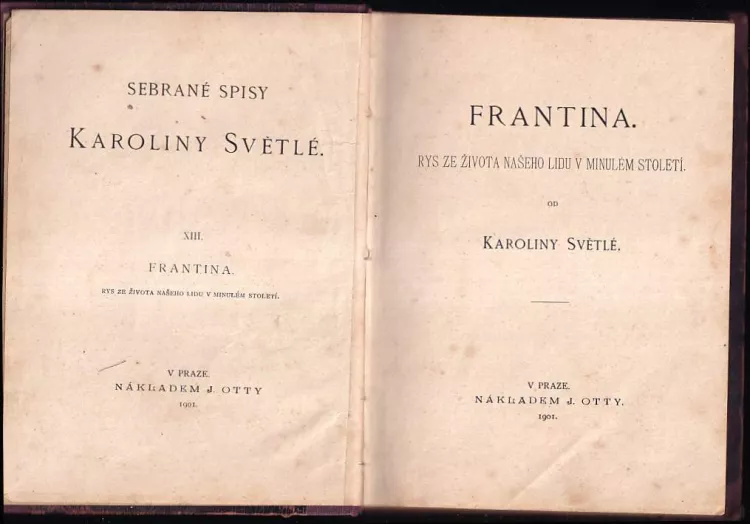 SEBRANÉ SPISY
KAROLINY SVĚTLÉ.
XIII.
FRANTINA.
RYS ZE ŽIVOTA NAŠEHO LIDU V MINULÉM STOLETÍ.
V PRAZE.
NÁKLADEM J. OTTY
1901.
FRANTINA.
RYS ZE ŽIVOTA NAŠEHO LIDU V MINULÉM STOLETÍ.
OD
KAROLINY SVĚTLÉ.
V PRAZE.
NÁKLADEM J. OTTY.
1901.